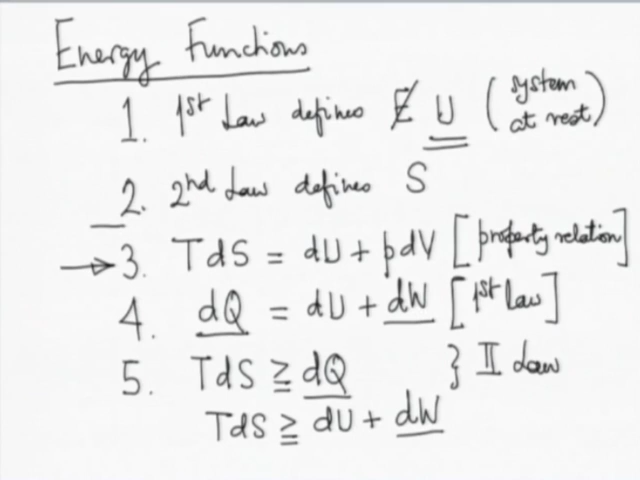 Energy Functions
1. 1st Law defines E U (system at rest)
2. 2nd Law defines S
→ 3. TdS = dU + pdV [property relation]
4. dQ = dU + dW [1st law]
5. TdS ≥ dQ } II Law
TdS ≥ dU + dW